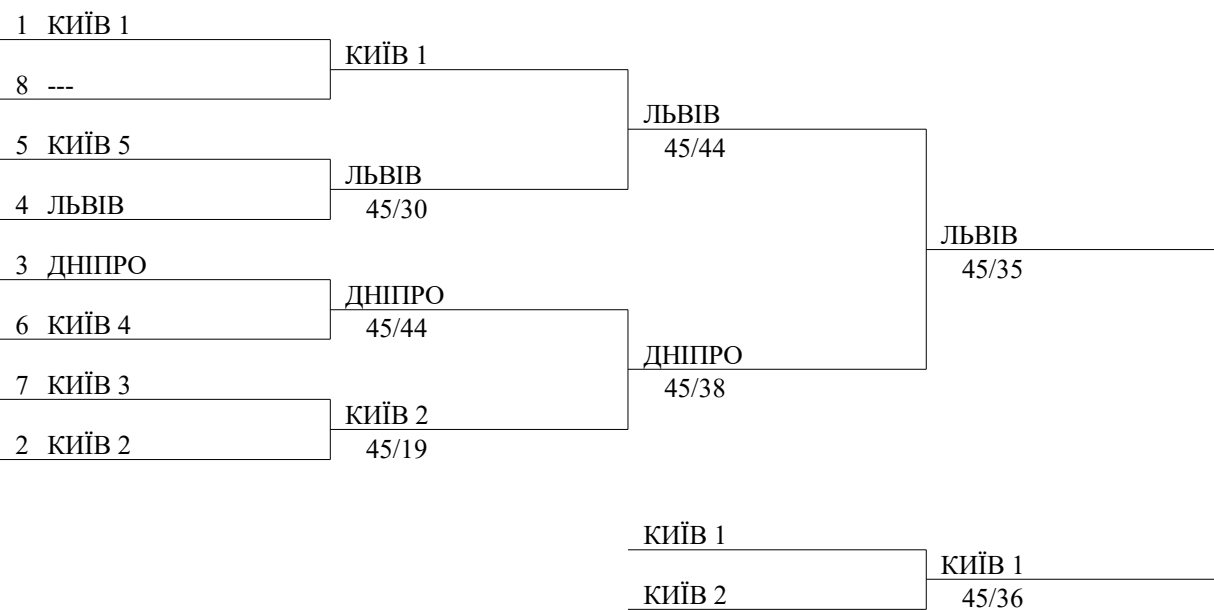 1 КИЇВ 1
КИЇВ 1
8 ---
ЛЬВІВ
45/44
5 КИЇВ 5
ЛЬВІВ
45/30
4 ЛЬВІВ
ЛЬВІВ
45/35
3 ДНІПРО
ДНІПРО
45/44
6 КИЇВ 4
ДНІПРО
45/38
7 КИЇВ 3
КИЇВ 2
45/19
2 КИЇВ 2
КИЇВ 1
КИЇВ 1
45/36
КИЇВ 2